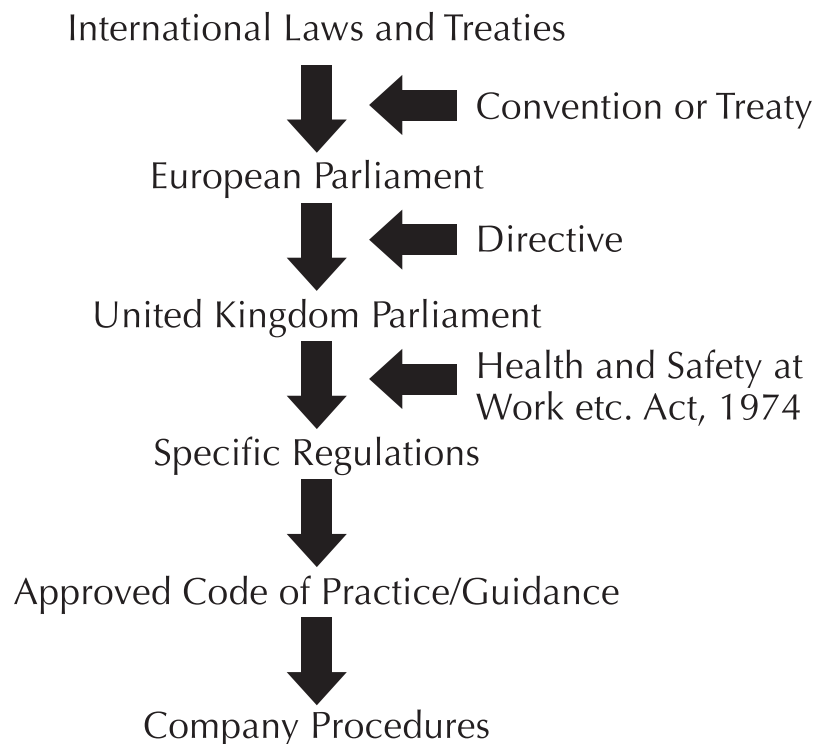 International Laws and Treaties
Convention or Treaty
European Parliament
Directive
United Kingdom Parliament
Health and Safety at
Work etc. Act, 1974
Specific Regulations
Approved Code of Practice/Guidance
Company Procedures